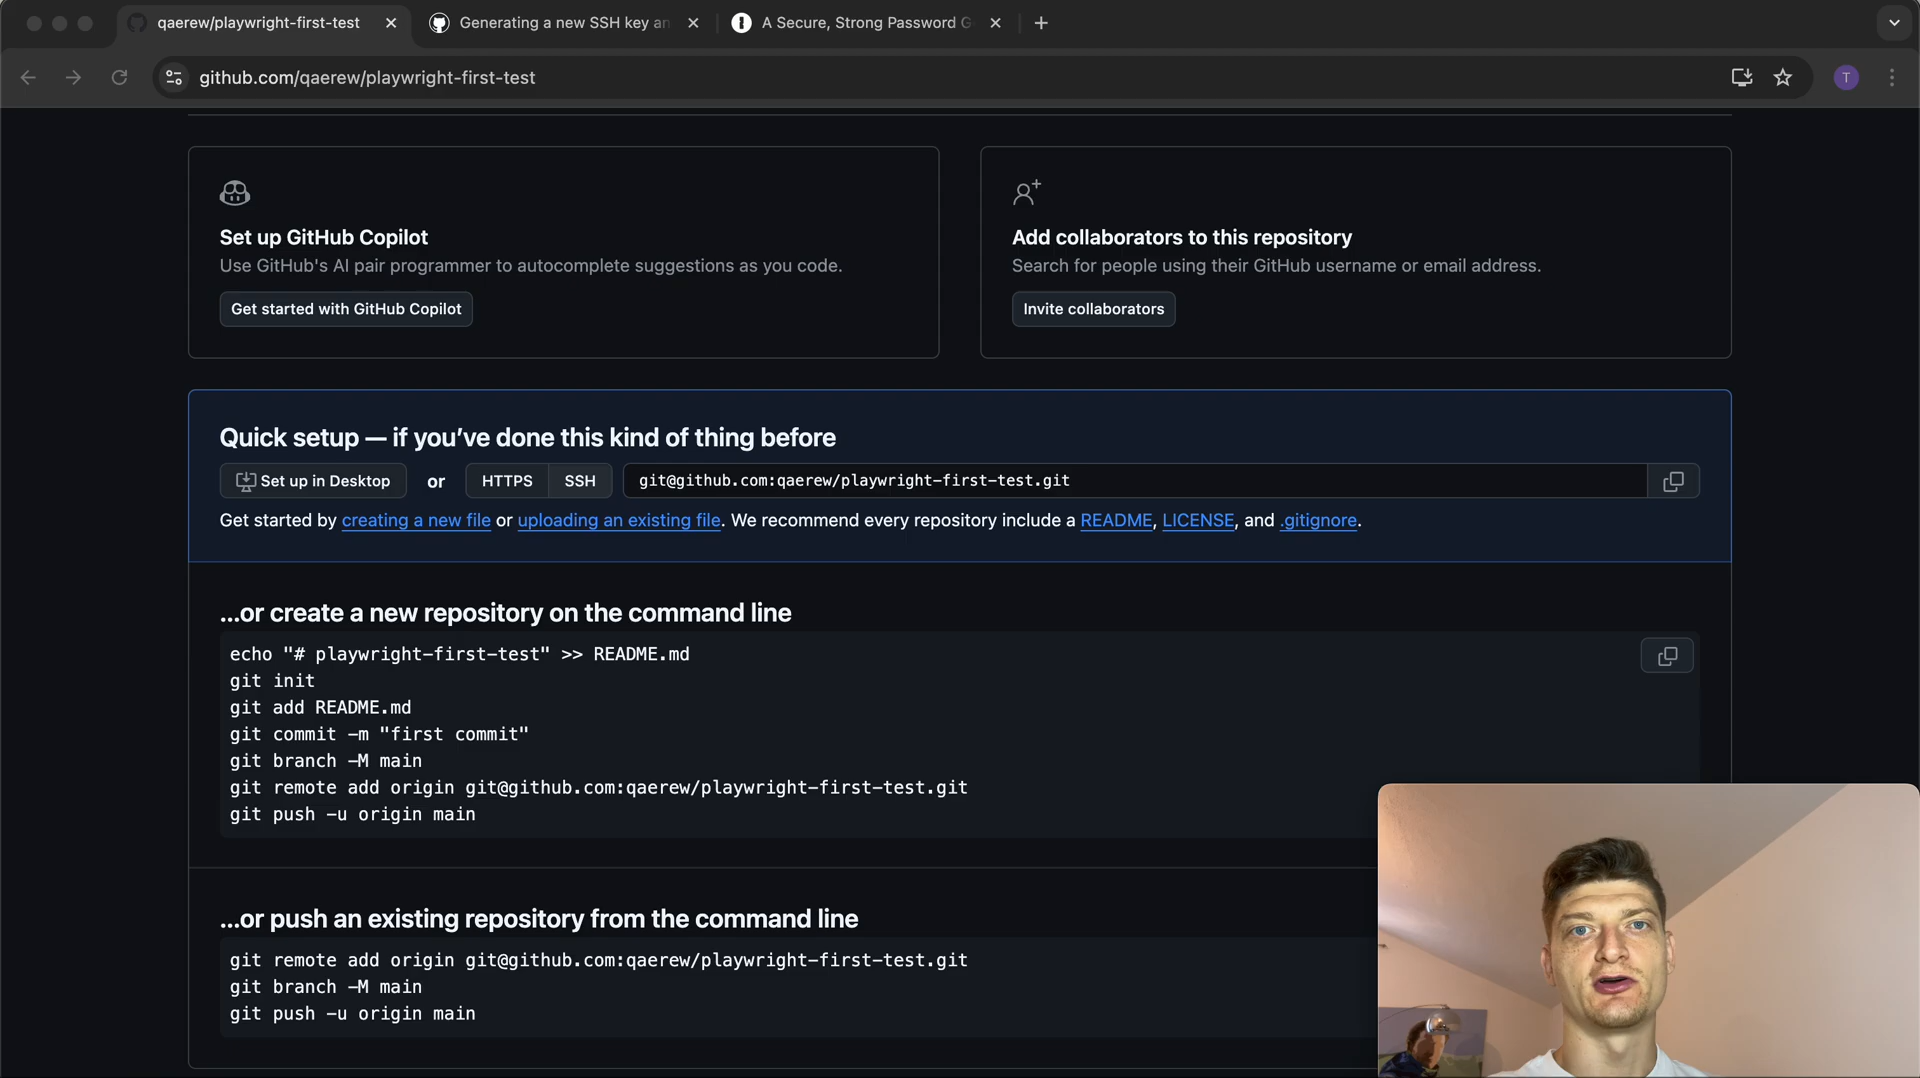 qaerew/playwright-first-test
Generating a new SSH key an
A Secure, Strong Password G
github.com/qaerew/playwright-first-test
T
Set up GitHub Copilot
Use GitHub's AI pair programmer to autocomplete suggestions as you code.
Get started with GitHub Copilot
Add collaborators to this repository
Search for people using their GitHub username or email address.
Invite collaborators
Quick setup — if you’ve done this kind of thing before
Set up in Desktop or HTTPS SSH git@github.com:qaerew/playwright-first-test.git
Get started by creating a new file or uploading an existing file. We recommend every repository include a README, LICENSE, and .gitignore.
…or create a new repository on the command line
echo "# playwright-first-test" >> README.md
git init
git add README.md
git commit -m "first commit"
git branch -M main
git remote add origin git@github.com:qaerew/playwright-first-test.git
git push -u origin main
…or push an existing repository from the command line
git remote add origin git@github.com:qaerew/playwright-first-test.git
git branch -M main
git push -u origin main